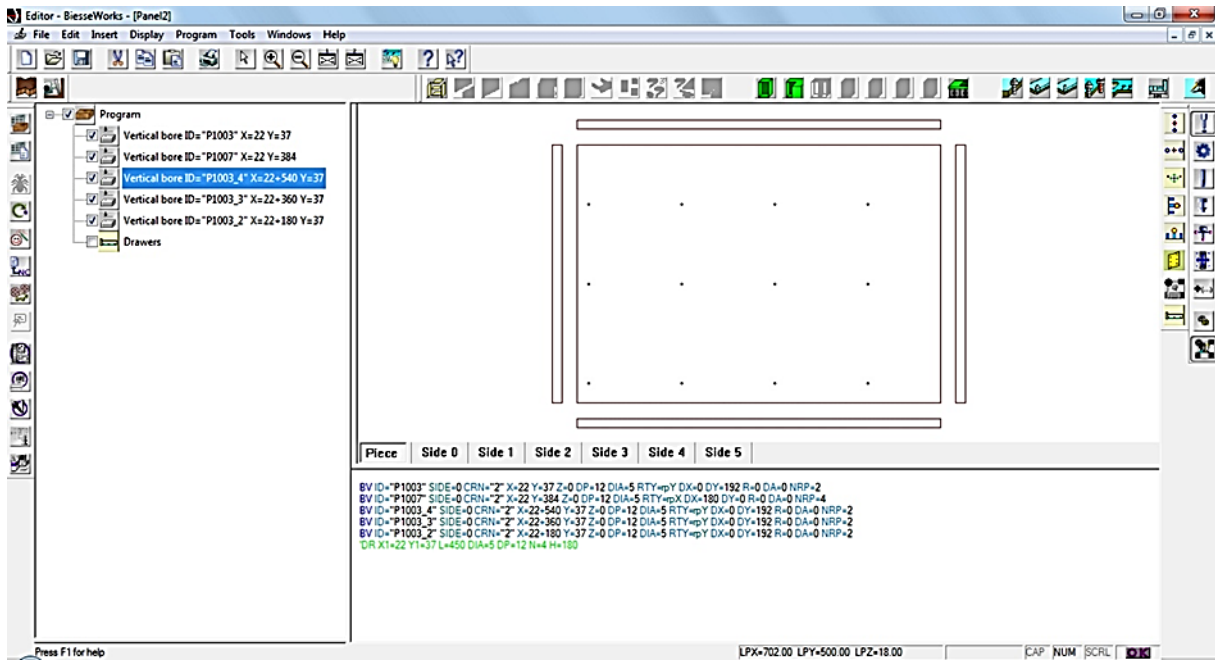 Editor - BiesseWorks - [Panel2]
File Edit Insert Display Program Tools Windows Help
Program
Vertical bore ID="P1003" X=22 Y=37
Vertical bore ID="P1007" X=22 Y=384
Vertical bore ID="P1003_4" X=22+540 Y=37
Vertical bore ID="P1003_3" X=22+360 Y=37
Vertical bore ID="P1003_2" X=22+180 Y=37
Drawers
Piece Side 0 Side 1 Side 2 Side 3 Side 4 Side 5
BV ID="P1003" SIDE=0 CRN="2" X=22 Y=37 Z=0 DP=12 DIA=5 RTY=rpY DX=0 DY=192 R=0 DA=0 NRP=2
BV ID="P1007" SIDE=0 CRN="2" X=22 Y=384 Z=0 DP=12 DIA=5 RTY=rpX DX=180 DY=0 R=0 DA=0 NRP=4
BV ID="P1003_4" SIDE=0 CRN="2" X=22+540 Y=37 Z=0 DP=12 DIA=5 RTY=rpY DX=0 DY=192 R=0 DA=0 NRP=2
BV ID="P1003_3" SIDE=0 CRN="2" X=22+360 Y=37 Z=0 DP=12 DIA=5 RTY=rpY DX=0 DY=192 R=0 DA=0 NRP=2
BV ID="P1003_2" SIDE=0 CRN="2" X=22+180 Y=37 Z=0 DP=12 DIA=5 RTY=rpY DX=0 DY=192 R=0 DA=0 NRP=2
'DR X1=22 Y1=37 L=450 DIA=5 DP=12 N=4 H=180
Press F1 for help LPX=702.00 LPY=500.00 LPZ=18.00 CAP NUM SCRL OK